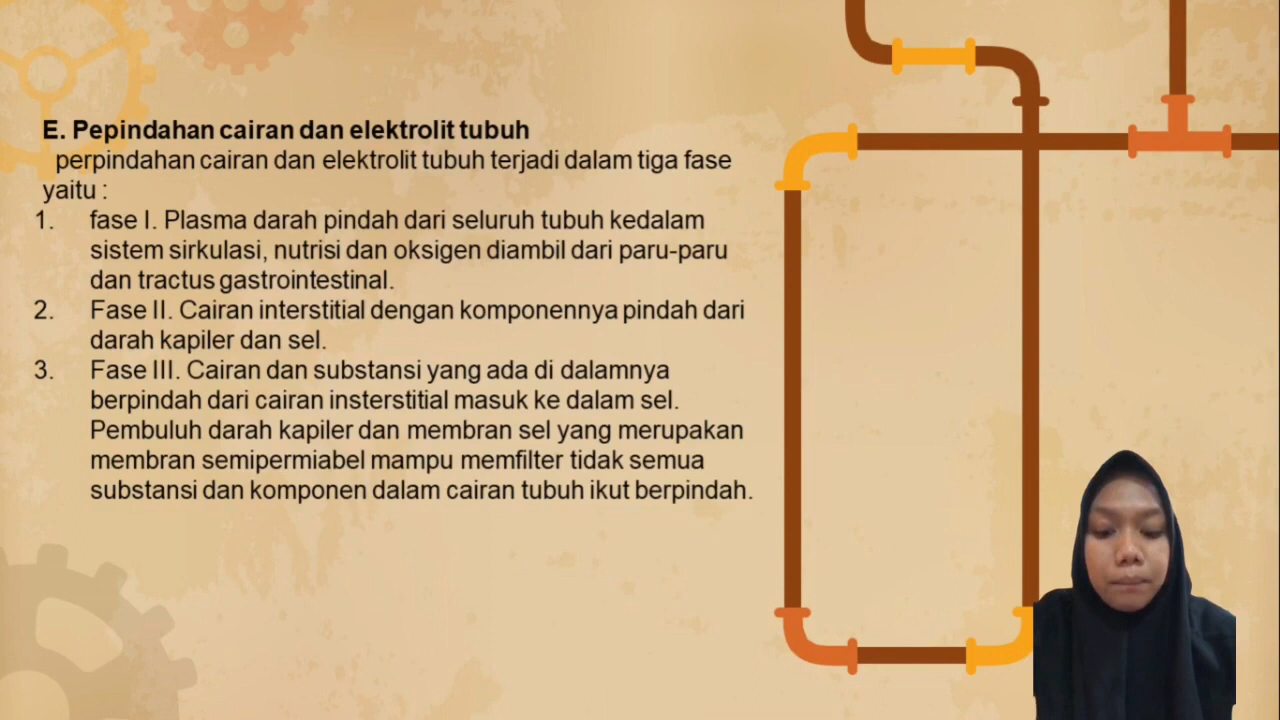 E. Pepindahan cairan dan elektrolit tubuh
perpindahan cairan dan elektrolit tubuh terjadi dalam tiga fase
yaitu :
1. fase I. Plasma darah pindah dari seluruh tubuh kedalam
sistem sirkulasi, nutrisi dan oksigen diambil dari paru-paru
dan tractus gastrointestinal.
2. Fase II. Cairan interstitial dengan komponennya pindah dari
darah kapiler dan sel.
3. Fase III. Cairan dan substansi yang ada di dalamnya
berpindah dari cairan insterstitial masuk ke dalam sel.
Pembuluh darah kapiler dan membran sel yang merupakan
membran semipermiabel mampu memfilter tidak semua
substansi dan komponen dalam cairan tubuh ikut berpindah.